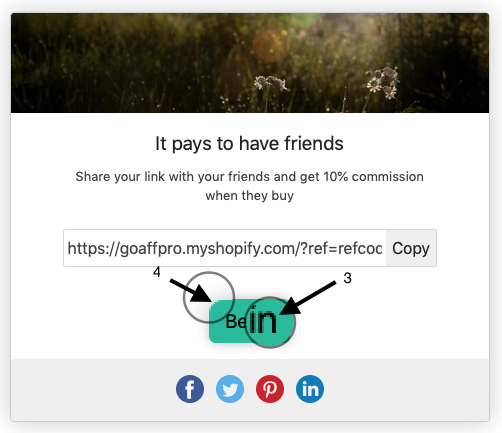 It pays to have friends
Share your link with your friends and get 10% commission
when they buy
https://goaffpro.myshopify.com/?ref=refcod
Copy
4
3
Be in
f
in